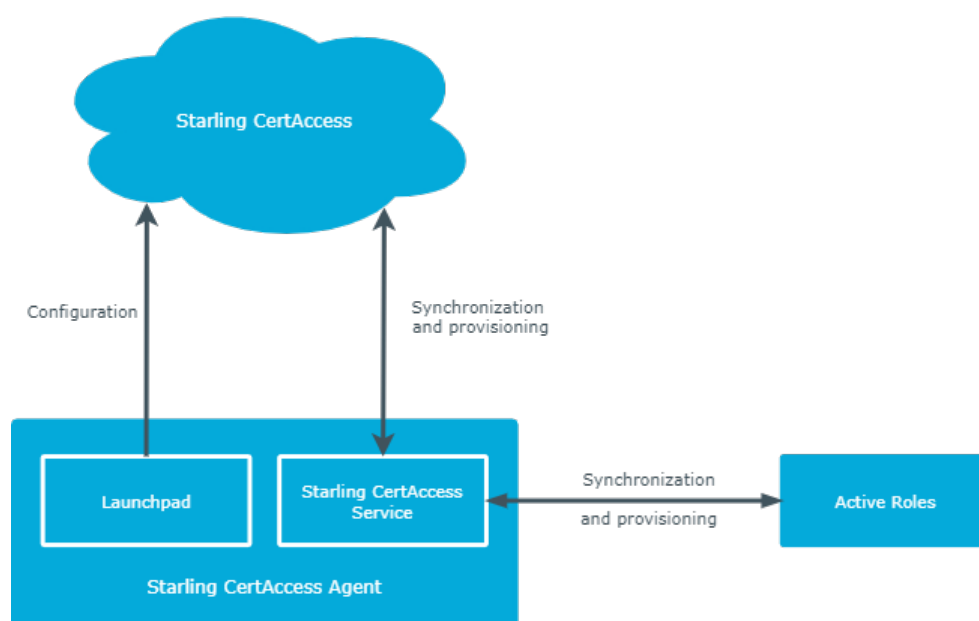 Starling CertAccess
Configuration
Synchronization
and provisioning
Launchpad
Starling CertAccess
Service
Synchronization
and provisioning
Active Roles
Starling CertAccess Agent